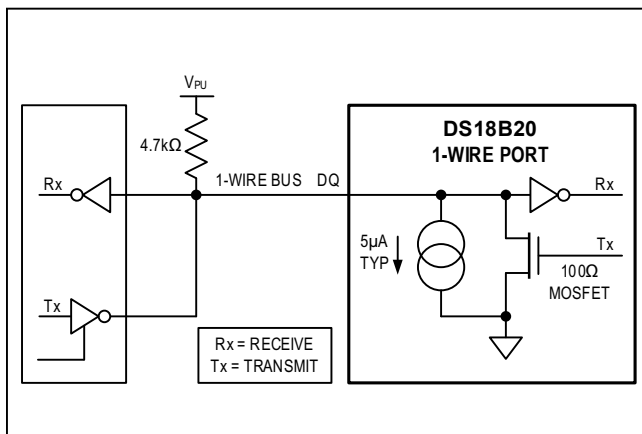 V_PU
4.7kΩ
Rx
1-WIRE BUS DQ
Tx
Rx = RECEIVE
Tx = TRANSMIT
DS18B20
1-WIRE PORT
Rx
5µA
TYP
Tx
100Ω
MOSFET